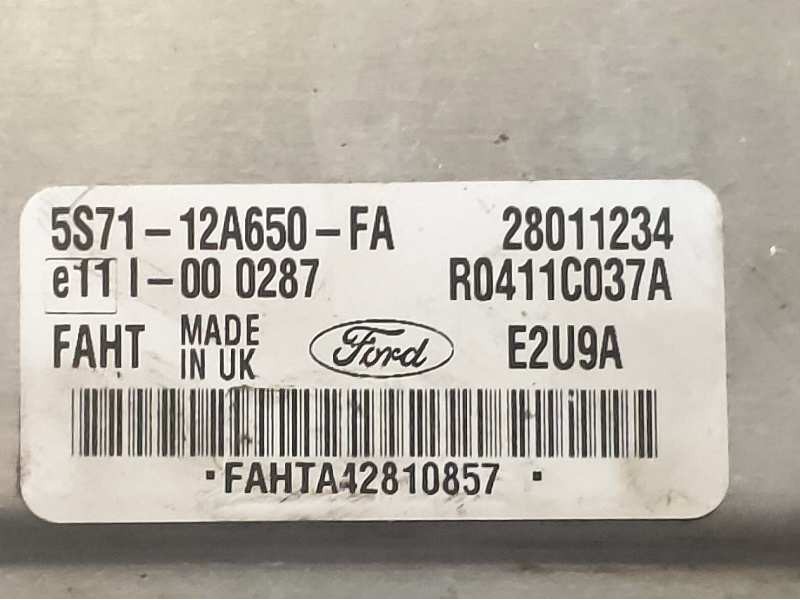 5S71-12A650-FA 28011234
e11 I-00 0287 R0411C037A
FAHT MADE IN UK Ford E2U9A
·FAHTA42810857 ·